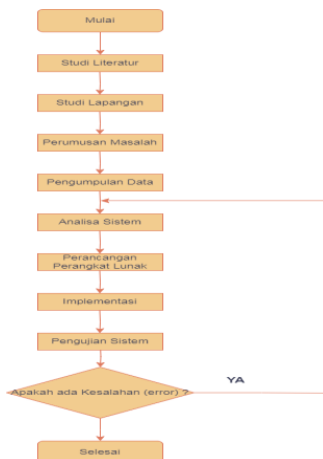 Mulai
Studi Literatur
Studi Lapangan
Perumusan Masalah
Pengumpulan Data
Analisa Sistem
Perancangan
Perangkat Lunak
Implementasi
Pengujian Sistem
Apakah ada Kesalahan (error) ?
YA
Selesai